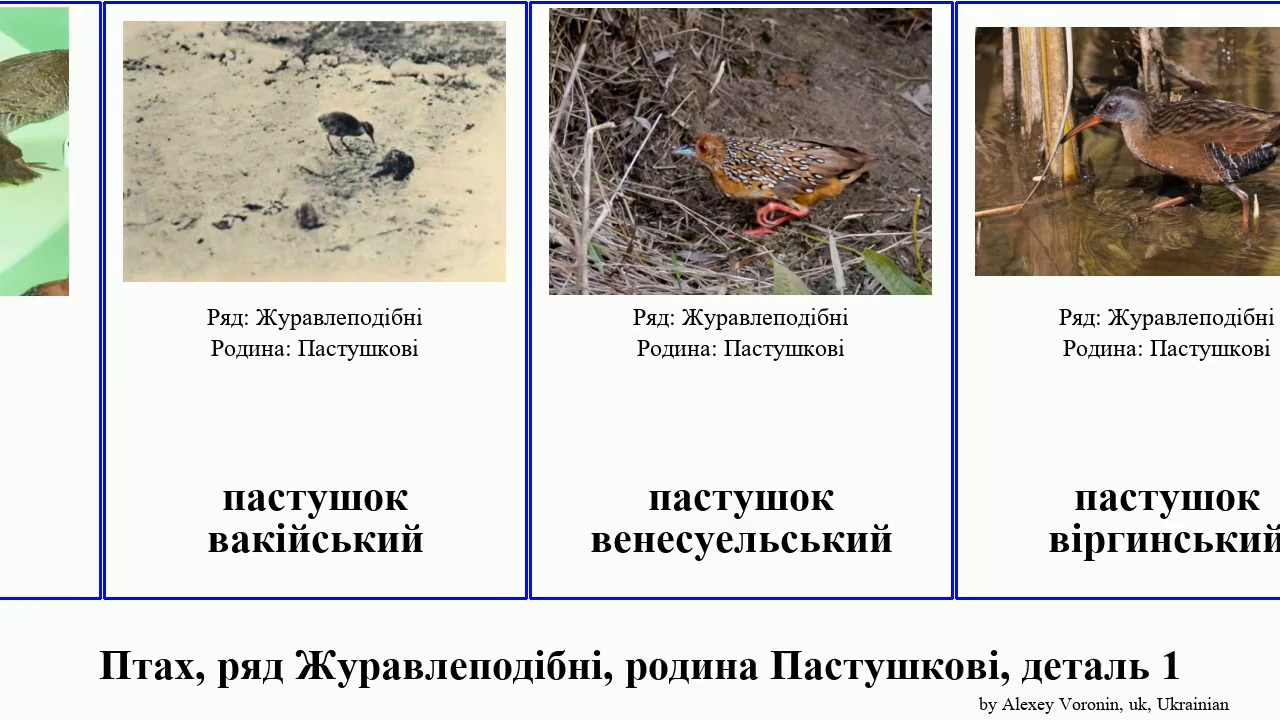 Ряд: Журавлеподібні
Родина: Пастушкові
пастушок
вакійський
Ряд: Журавлеподібні
Родина: Пастушкові
пастушок
венесуельський
Ряд: Журавлеподібні
Родина: Пастушкові
пастушок
віргинський
Птах, ряд Журавлеподібні, родина Пастушкові, деталь 1
by Alexey Voronin, uk, Ukrainian